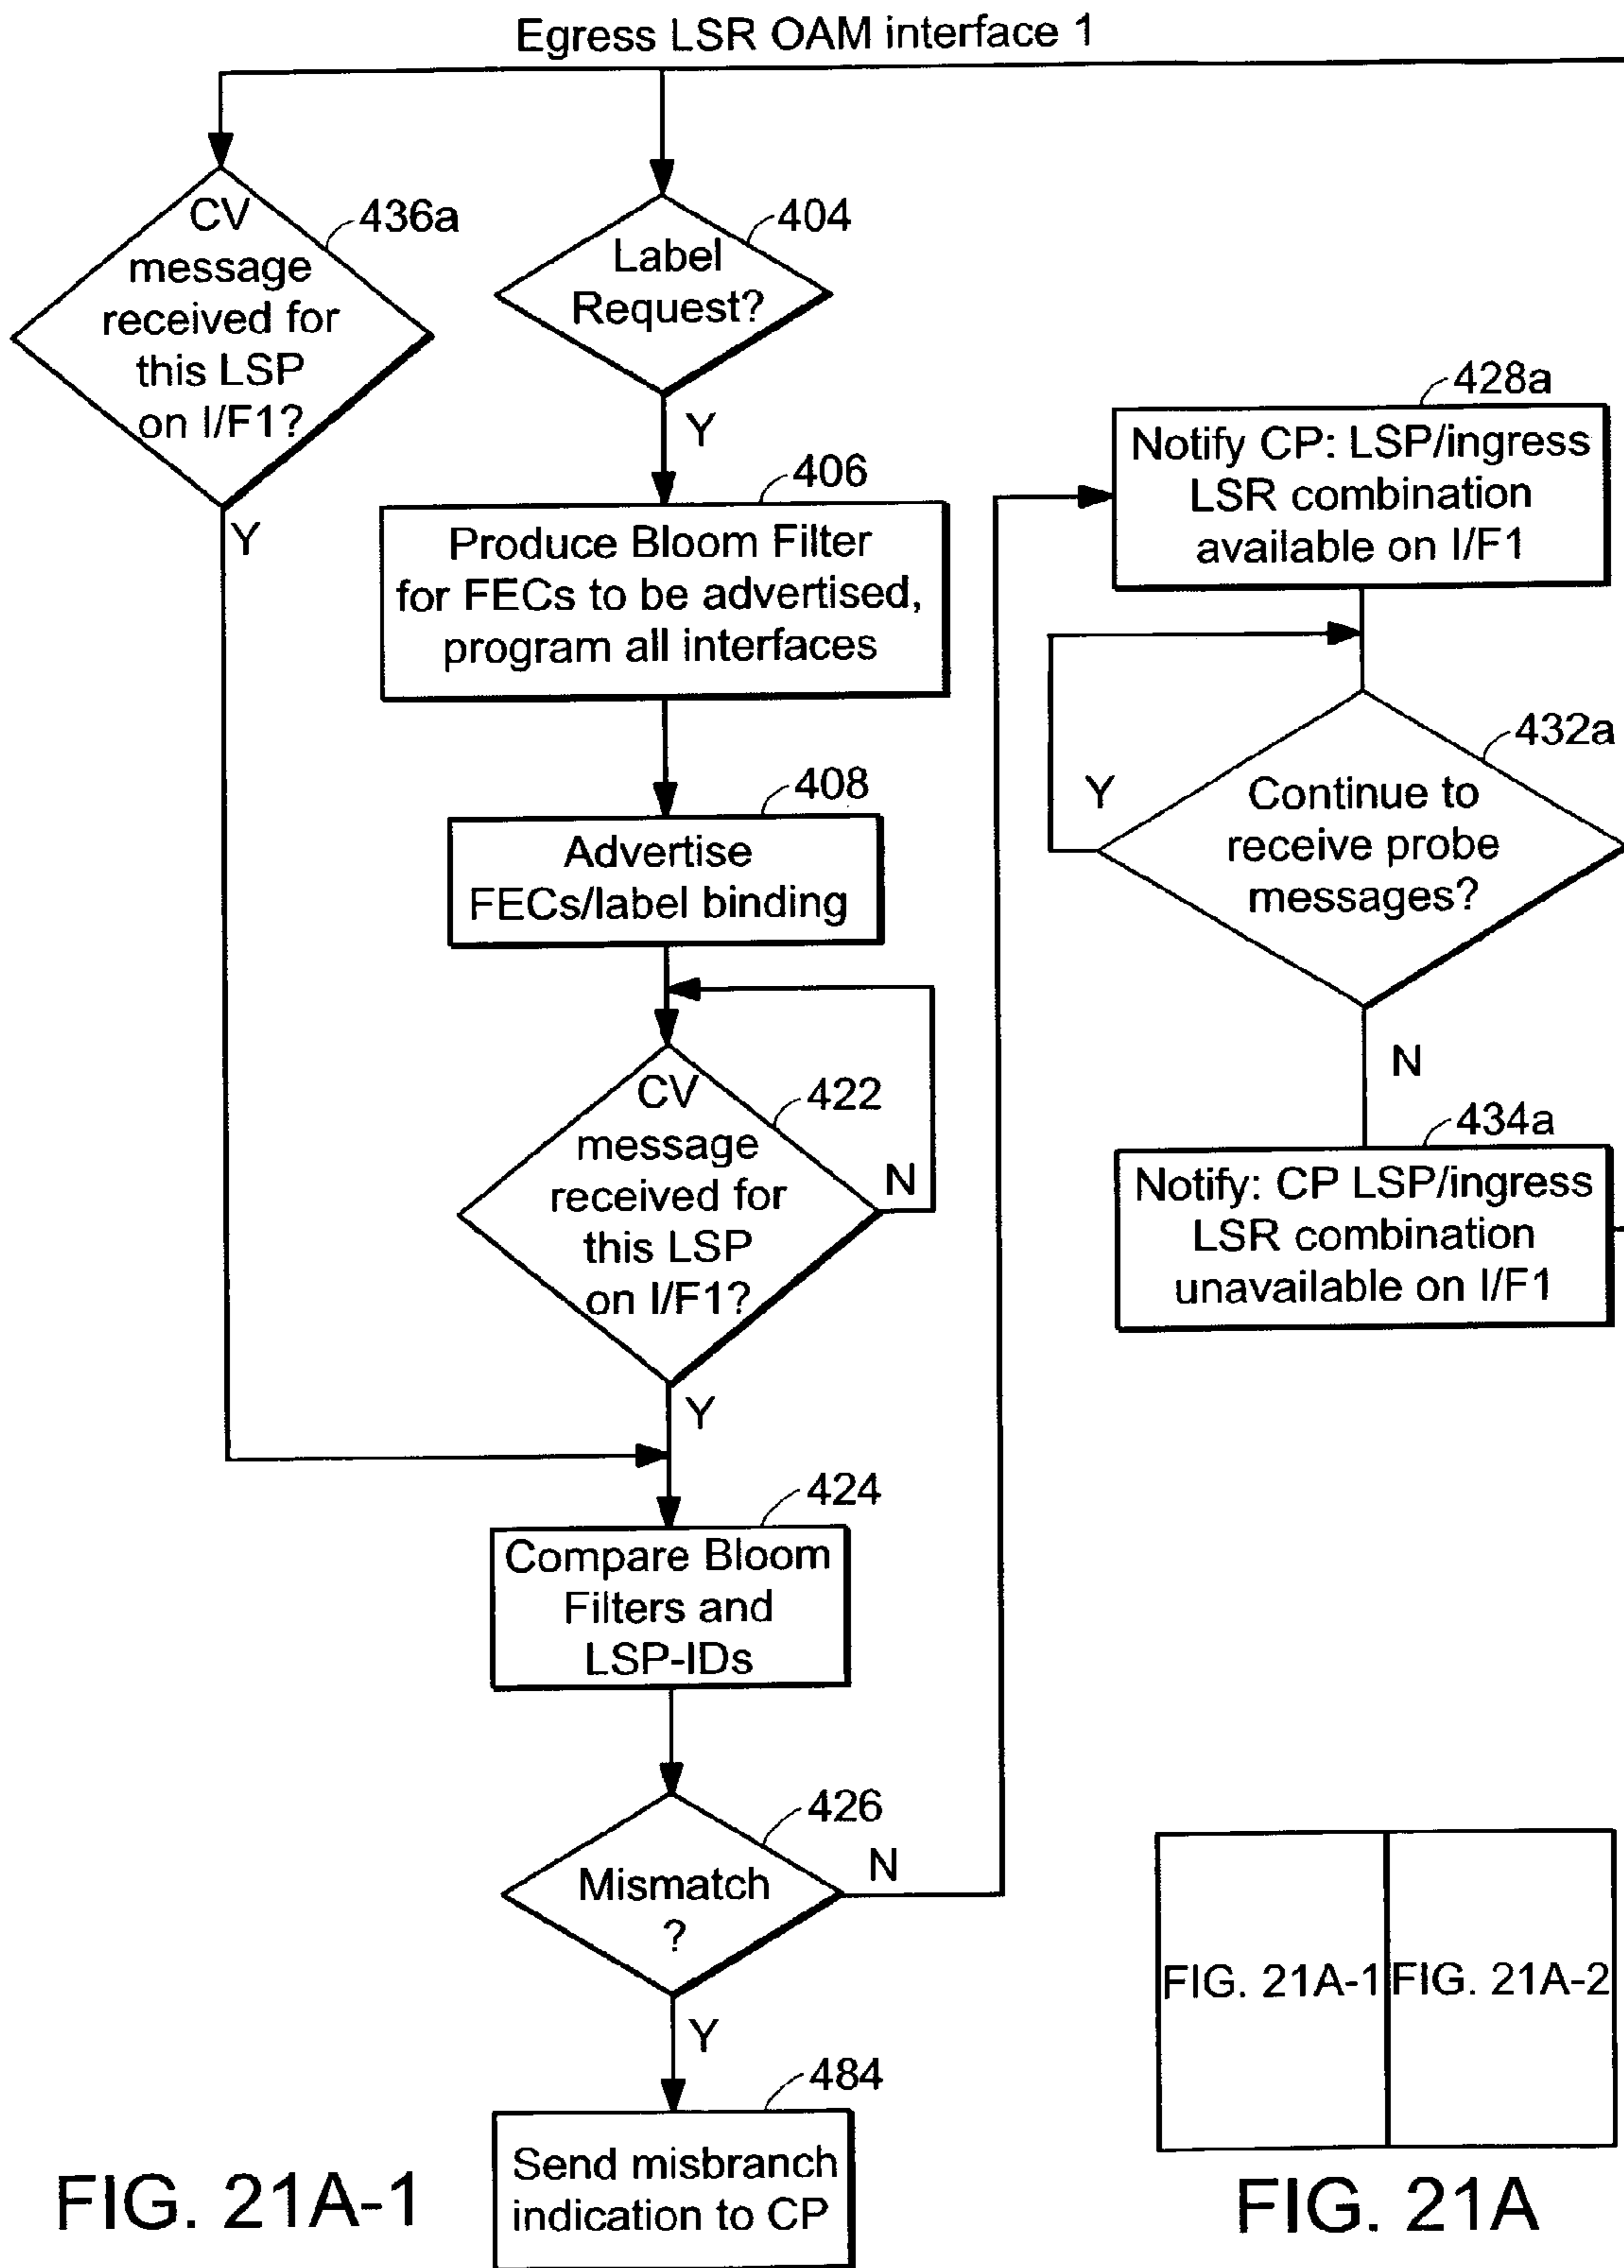 Egress LSR OAM interface 1
CV
message
received for
this LSP
on I/F1?
436a
Y
Label
Request?
404
Y
406
Produce Bloom Filter
for FECs to be advertised,
program all interfaces
408
Advertise
FECs/label binding
CV
message
received for
this LSP
on I/F1?
422
N
Y
424
Compare Bloom
Filters and
LSP-IDs
426
Mismatch
?
N
Y
484
Send misbranch
indication to CP
428a
Notify CP: LSP/ingress
LSR combination
available on I/F1
432a
Continue to
receive probe
messages?
Y
N
434a
Notify: CP LSP/ingress
LSR combination
unavailable on I/F1
FIG. 21A-1
FIG. 21A-2
FIG. 21A-1
FIG. 21A